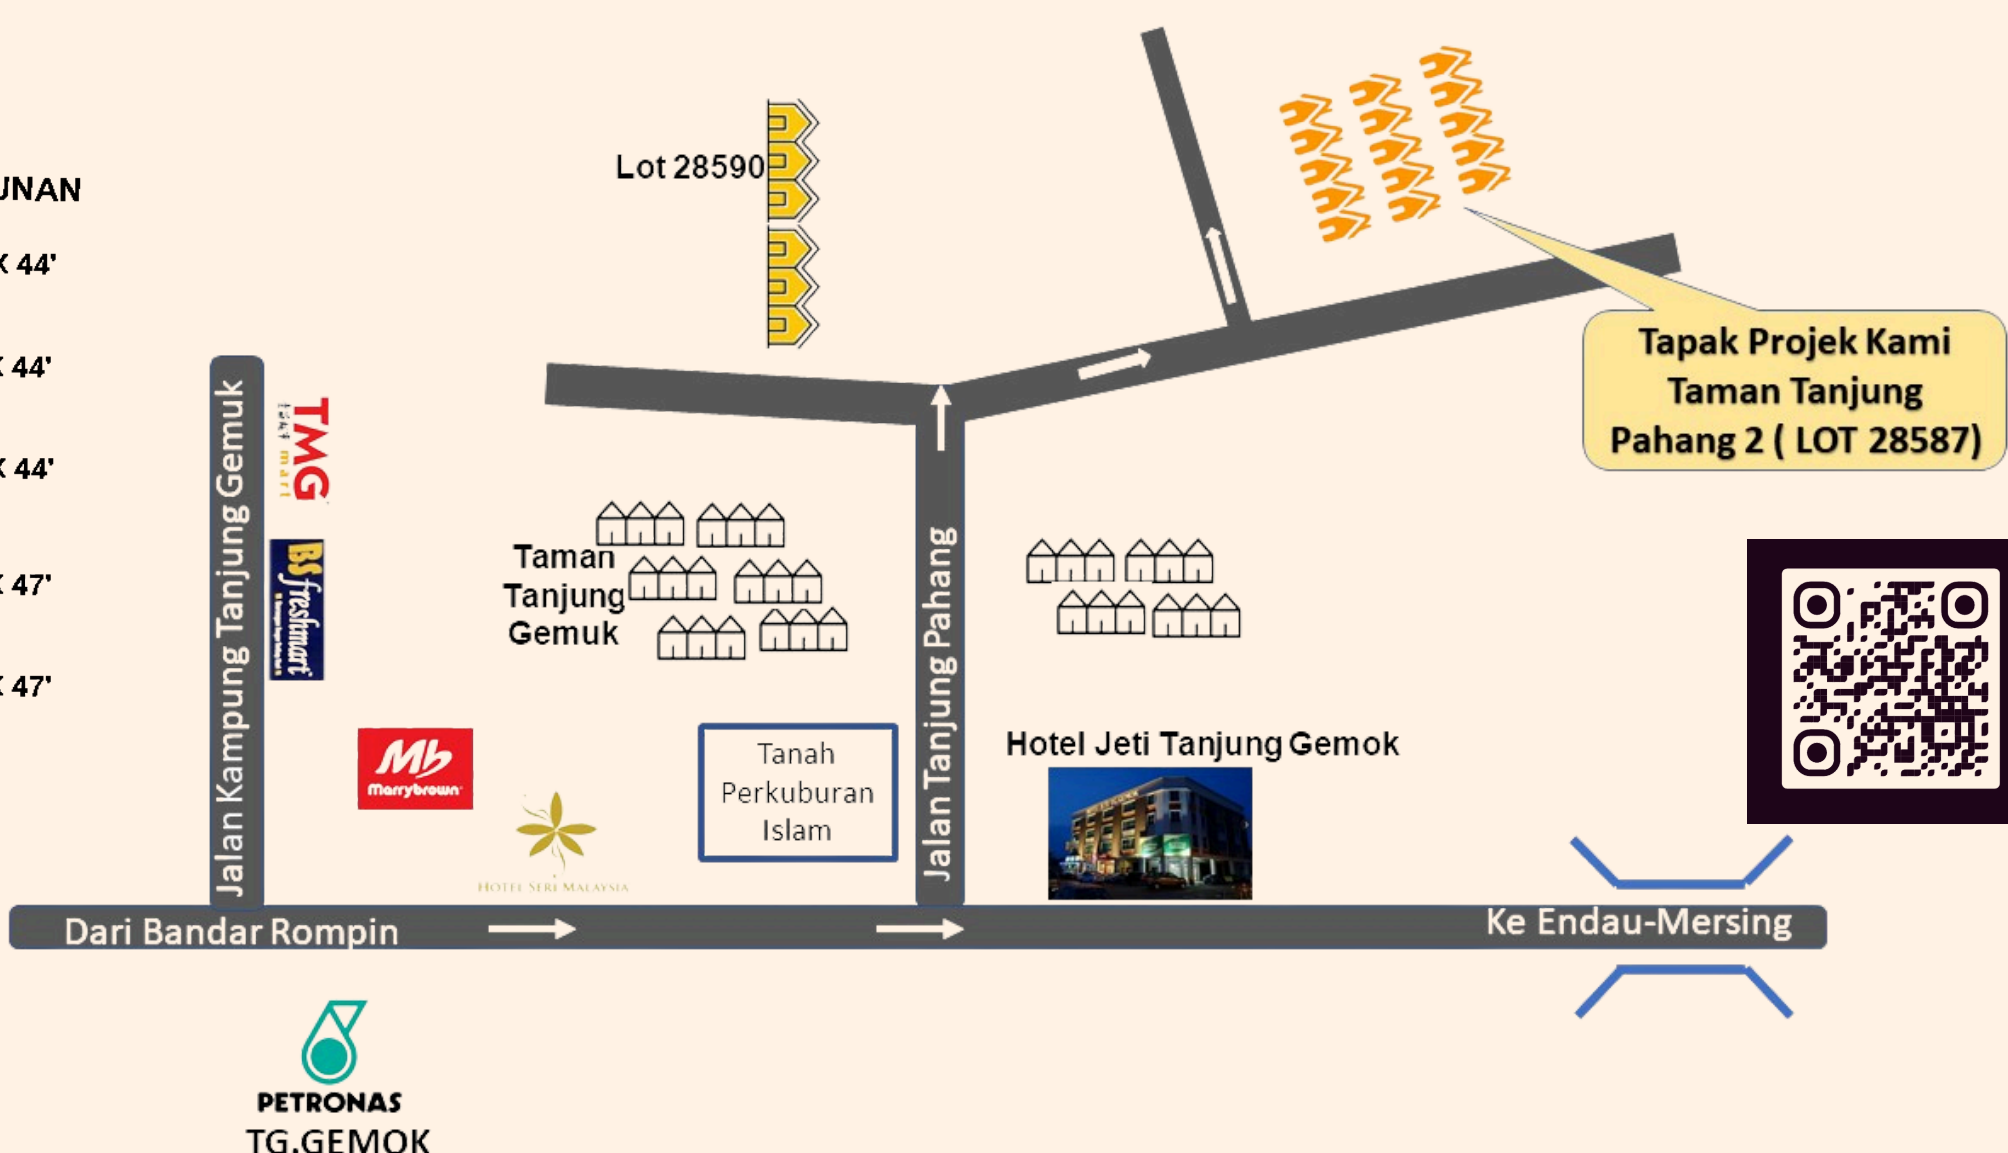 UNAN
X 44'
X 44'
X 44'
X 47'
X 47'
Lot 28590
Tapak Projek Kami
Taman Tanjung
Pahang 2 ( LOT 28587)
Jalan Kampung Tanjung Gemuk
TMG
mart
BS freshmart
Taman
Tanjung
Gemuk
Jalan Tanjung Pahang
Mb
Marrybrown
HOTEL SERI MALAYSIA
Tanah
Perkuburan
Islam
Hotel Jeti Tanjung Gemok
Dari Bandar Rompin
Ke Endau-Mersing
PETRONAS
TG.GEMOK